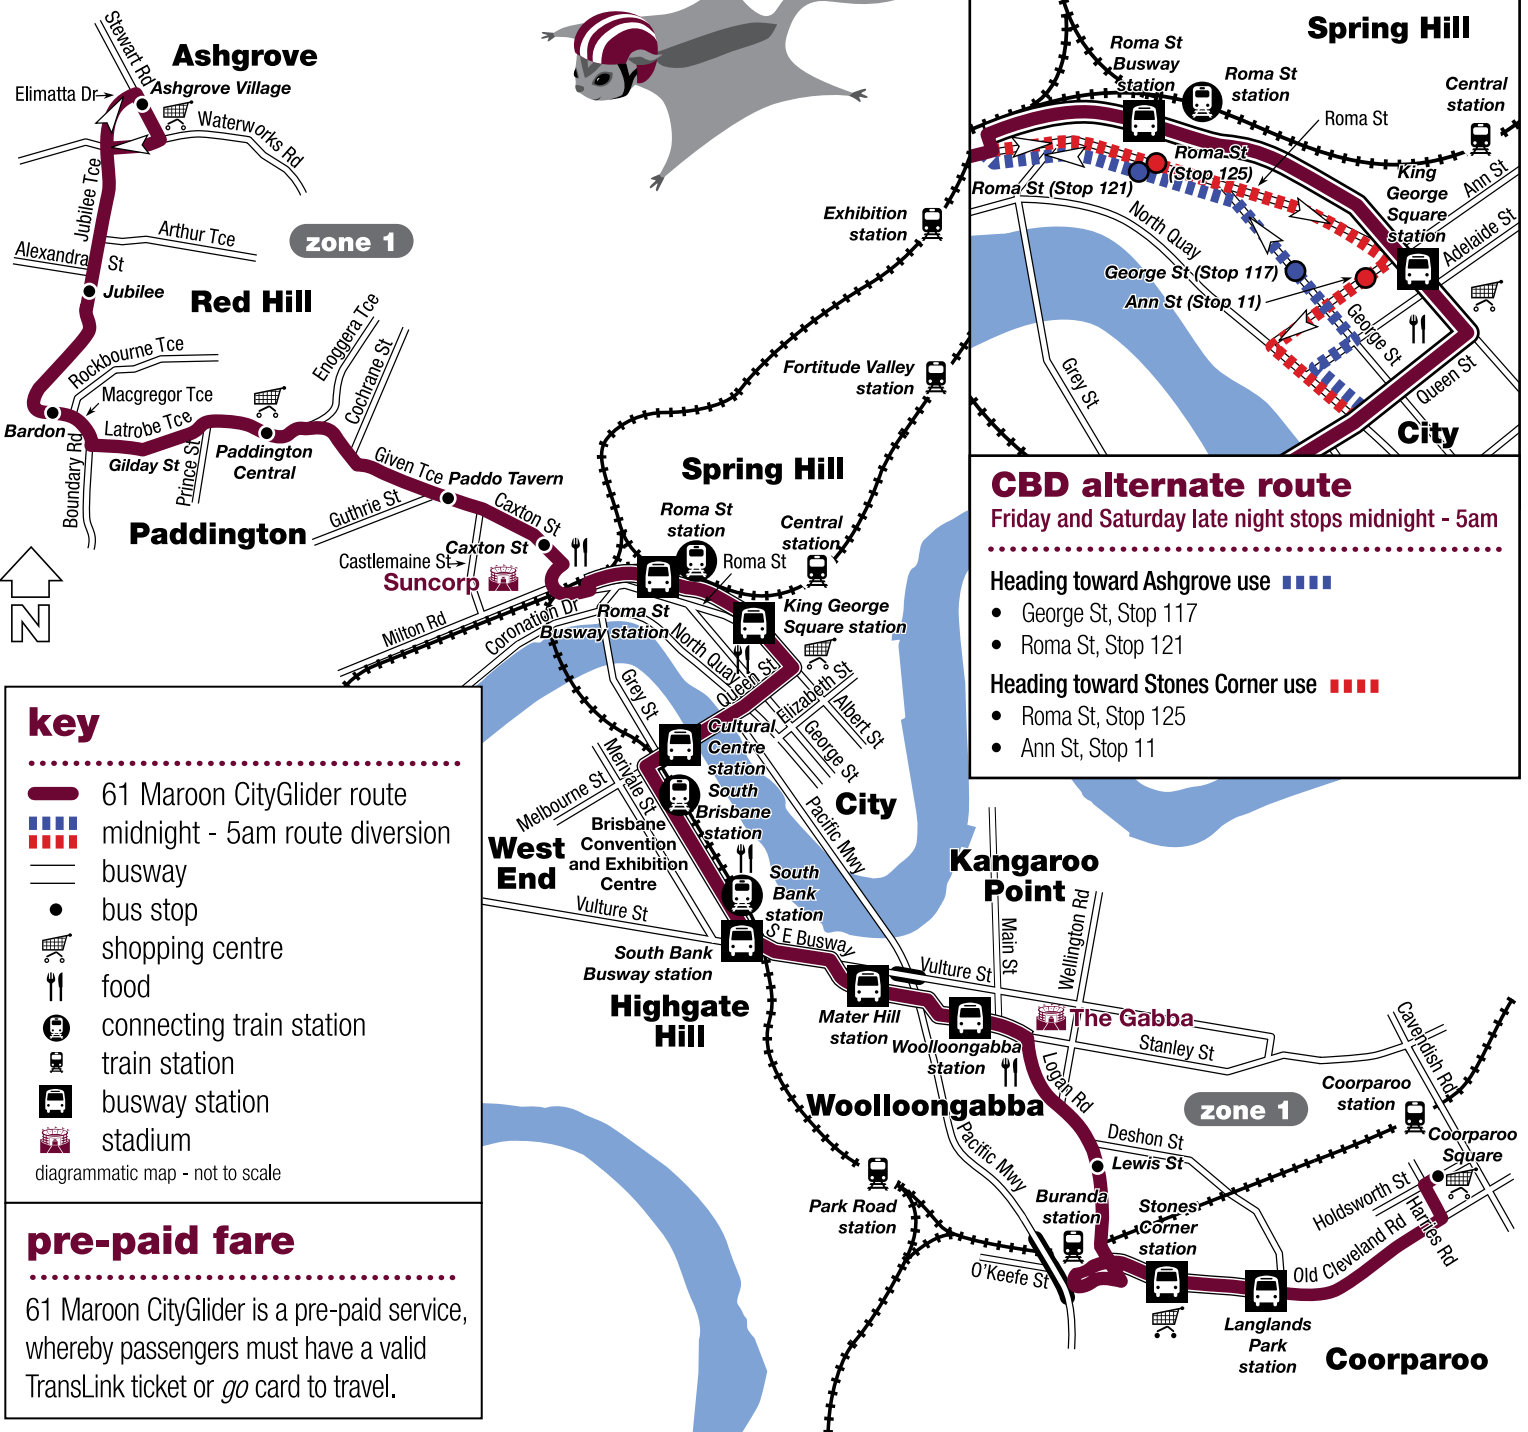 Stewart Rd
Ashgrove
Elimatta Dr
Ashgrove Village
Waterworks Rd
Jubilee Tce
Arthur Tce
zone 1
Alexandra St
Jubilee
Red Hill
Rockbourne Tce
Enoggera Tce
Cochrane St
Macgregor Tce
Bardon
Latrobe Tce
Gilday St
Boundary Rd
Prince St
Paddington
Central
Given Tce
Paddo Tavern
Guthrie St
Caxton St
Paddington
Caxton St
Castlemaine St
Suncorp
N
Milton Rd
Coronation Dr
Exhibition
station
Fortitude Valley
station
Spring Hill
Roma St
station
Central
station
Roma St
Roma St
Busway station
King George
Square station
North Quay
Queen St
Elizabeth St
Albert St
George St
Grey St
Cultural
Centre
station
Merivale St
Melbourne St
South
Brisbane
station
City
Pacific Mwy
Brisbane
Convention
and Exhibition
Centre
West
End
Vulture St
South
Bank
station
S E Busway
South Bank
Busway station
Highgate
Hill
Kangaroo
Point
Main St
Wellington Rd
Vulture St
Mater Hill
station
Woolloongabba
station
The Gabba
Stanley St
Logan Rd
Woolloongabba
Cavendish Rd
zone 1
Coorparoo
station
Coorparoo
Square
Deshon St
Lewis St
Pacific Mwy
Park Road
station
Buranda
station
Stones
Corner
station
Holdsworth St
Harries Rd
Old Cleveland Rd
O'Keefe St
Langlands
Park
station
Coorparoo
Spring Hill
Roma St
Busway
station
Roma St
station
Central
station
Roma St
Roma St
(Stop 125)
Roma St (Stop 121)
King
George
Square
station
Ann St
Adelaide St
North Quay
George St (Stop 117)
Ann St (Stop 11)
George St
Grey St
Queen St
City
CBD alternate route
Friday and Saturday late night stops midnight - 5am
Heading toward Ashgrove use
• George St, Stop 117
• Roma St, Stop 121
Heading toward Stones Corner use
• Roma St, Stop 125
• Ann St, Stop 11
key
61 Maroon CityGlider route
midnight - 5am route diversion
busway
bus stop
shopping centre
food
connecting train station
train station
busway station
stadium
diagrammatic map - not to scale
pre-paid fare
61 Maroon CityGlider is a pre-paid service,
whereby passengers must have a valid
TransLink ticket or go card to travel.